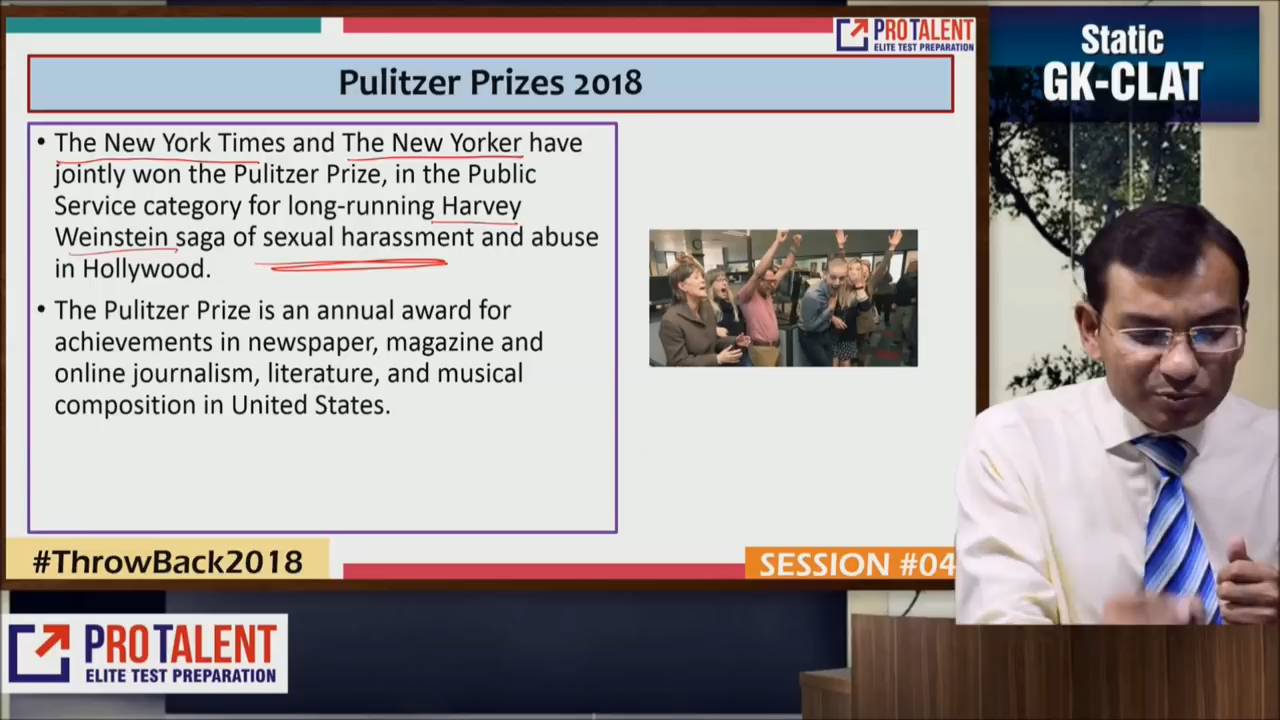 PROTALENT
ELITE TEST PREPARATION
Static
GK-CLAT
Pulitzer Prizes 2018
• The New York Times and The New Yorker have
jointly won the Pulitzer Prize, in the Public
Service category for long-running Harvey
Weinstein saga of sexual harassment and abuse
in Hollywood.
• The Pulitzer Prize is an annual award for
achievements in newspaper, magazine and
online journalism, literature, and musical
composition in United States.
#ThrowBack2018
SESSION #04
PROTALENT
ELITE TEST PREPARATION